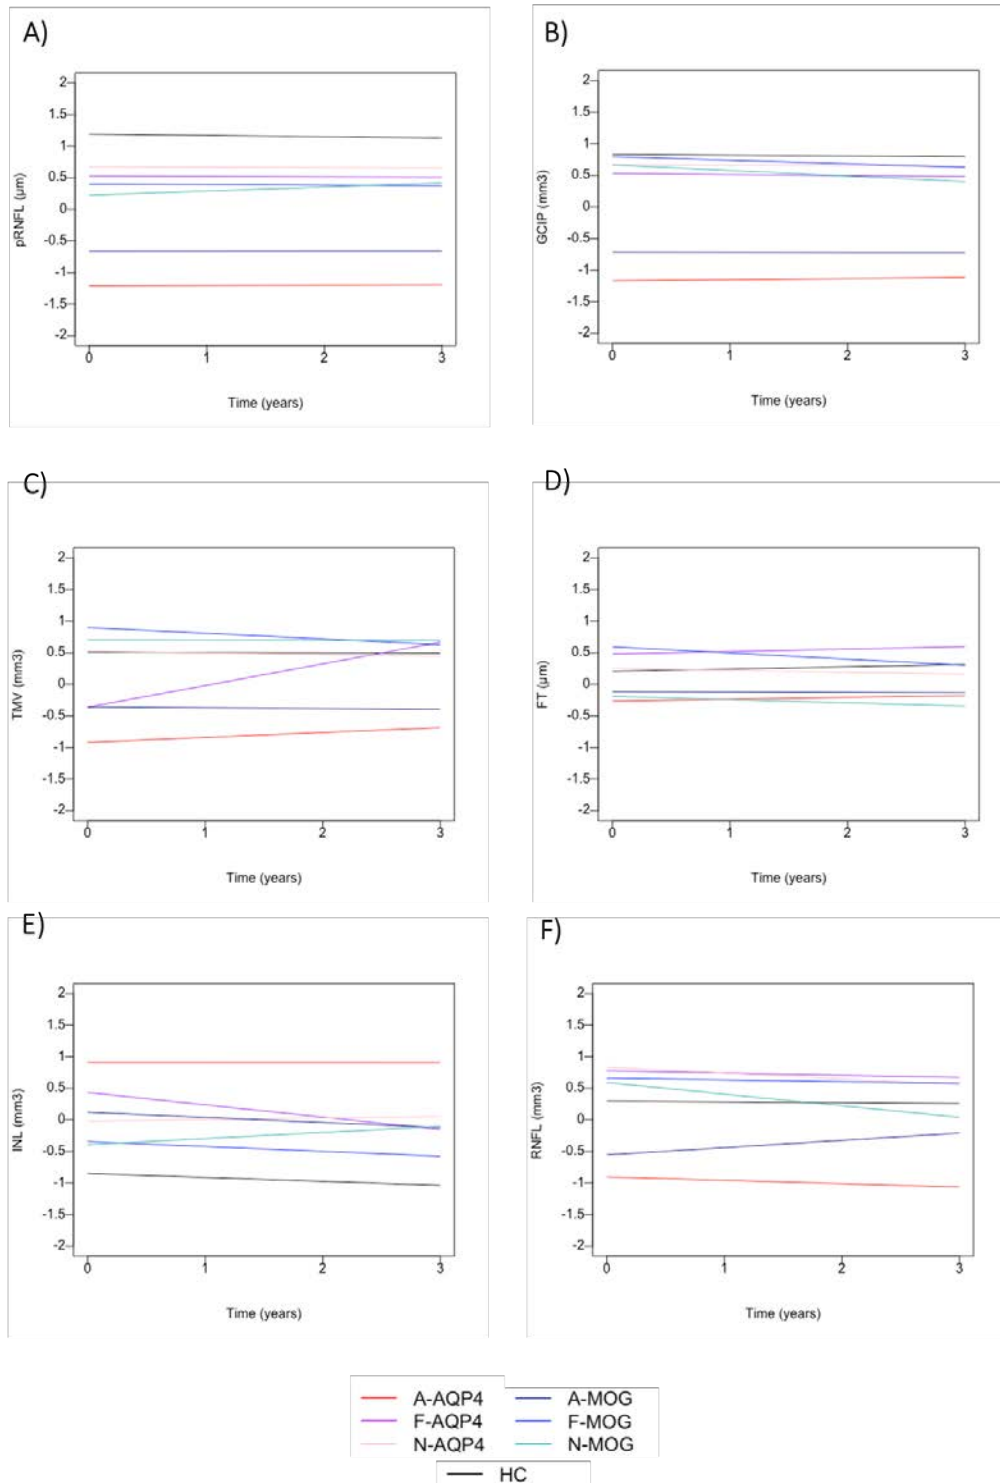 A)
2
1.5
1
0.5
0
-0.5
-1
-1.5
-2
pRNFL (µm)
0 1 2 3
Time (years)
B)
2
1.5
1
0.5
0
-0.5
-1
-1.5
-2
GCIP (mm3)
0 1 2 3
Time (years)
C)
2
1.5
1
0.5
0
-0.5
-1
-1.5
-2
TMV (mm3)
0 1 2 3
Time (years)
D)
2
1.5
1
0.5
0
-0.5
-1
-1.5
-2
FT (µm)
0 1 2 3
Time (years)
E)
2
1.5
1
0.5
0
-0.5
-1
-1.5
-2
INL (mm3)
0 1 2 3
Time (years)
F)
2
1.5
1
0.5
0
-0.5
-1
-1.5
-2
RNFL (mm3)
0 1 2 3
Time (years)
A-AQP4 A-MOG
F-AQP4 F-MOG
N-AQP4 N-MOG
HC